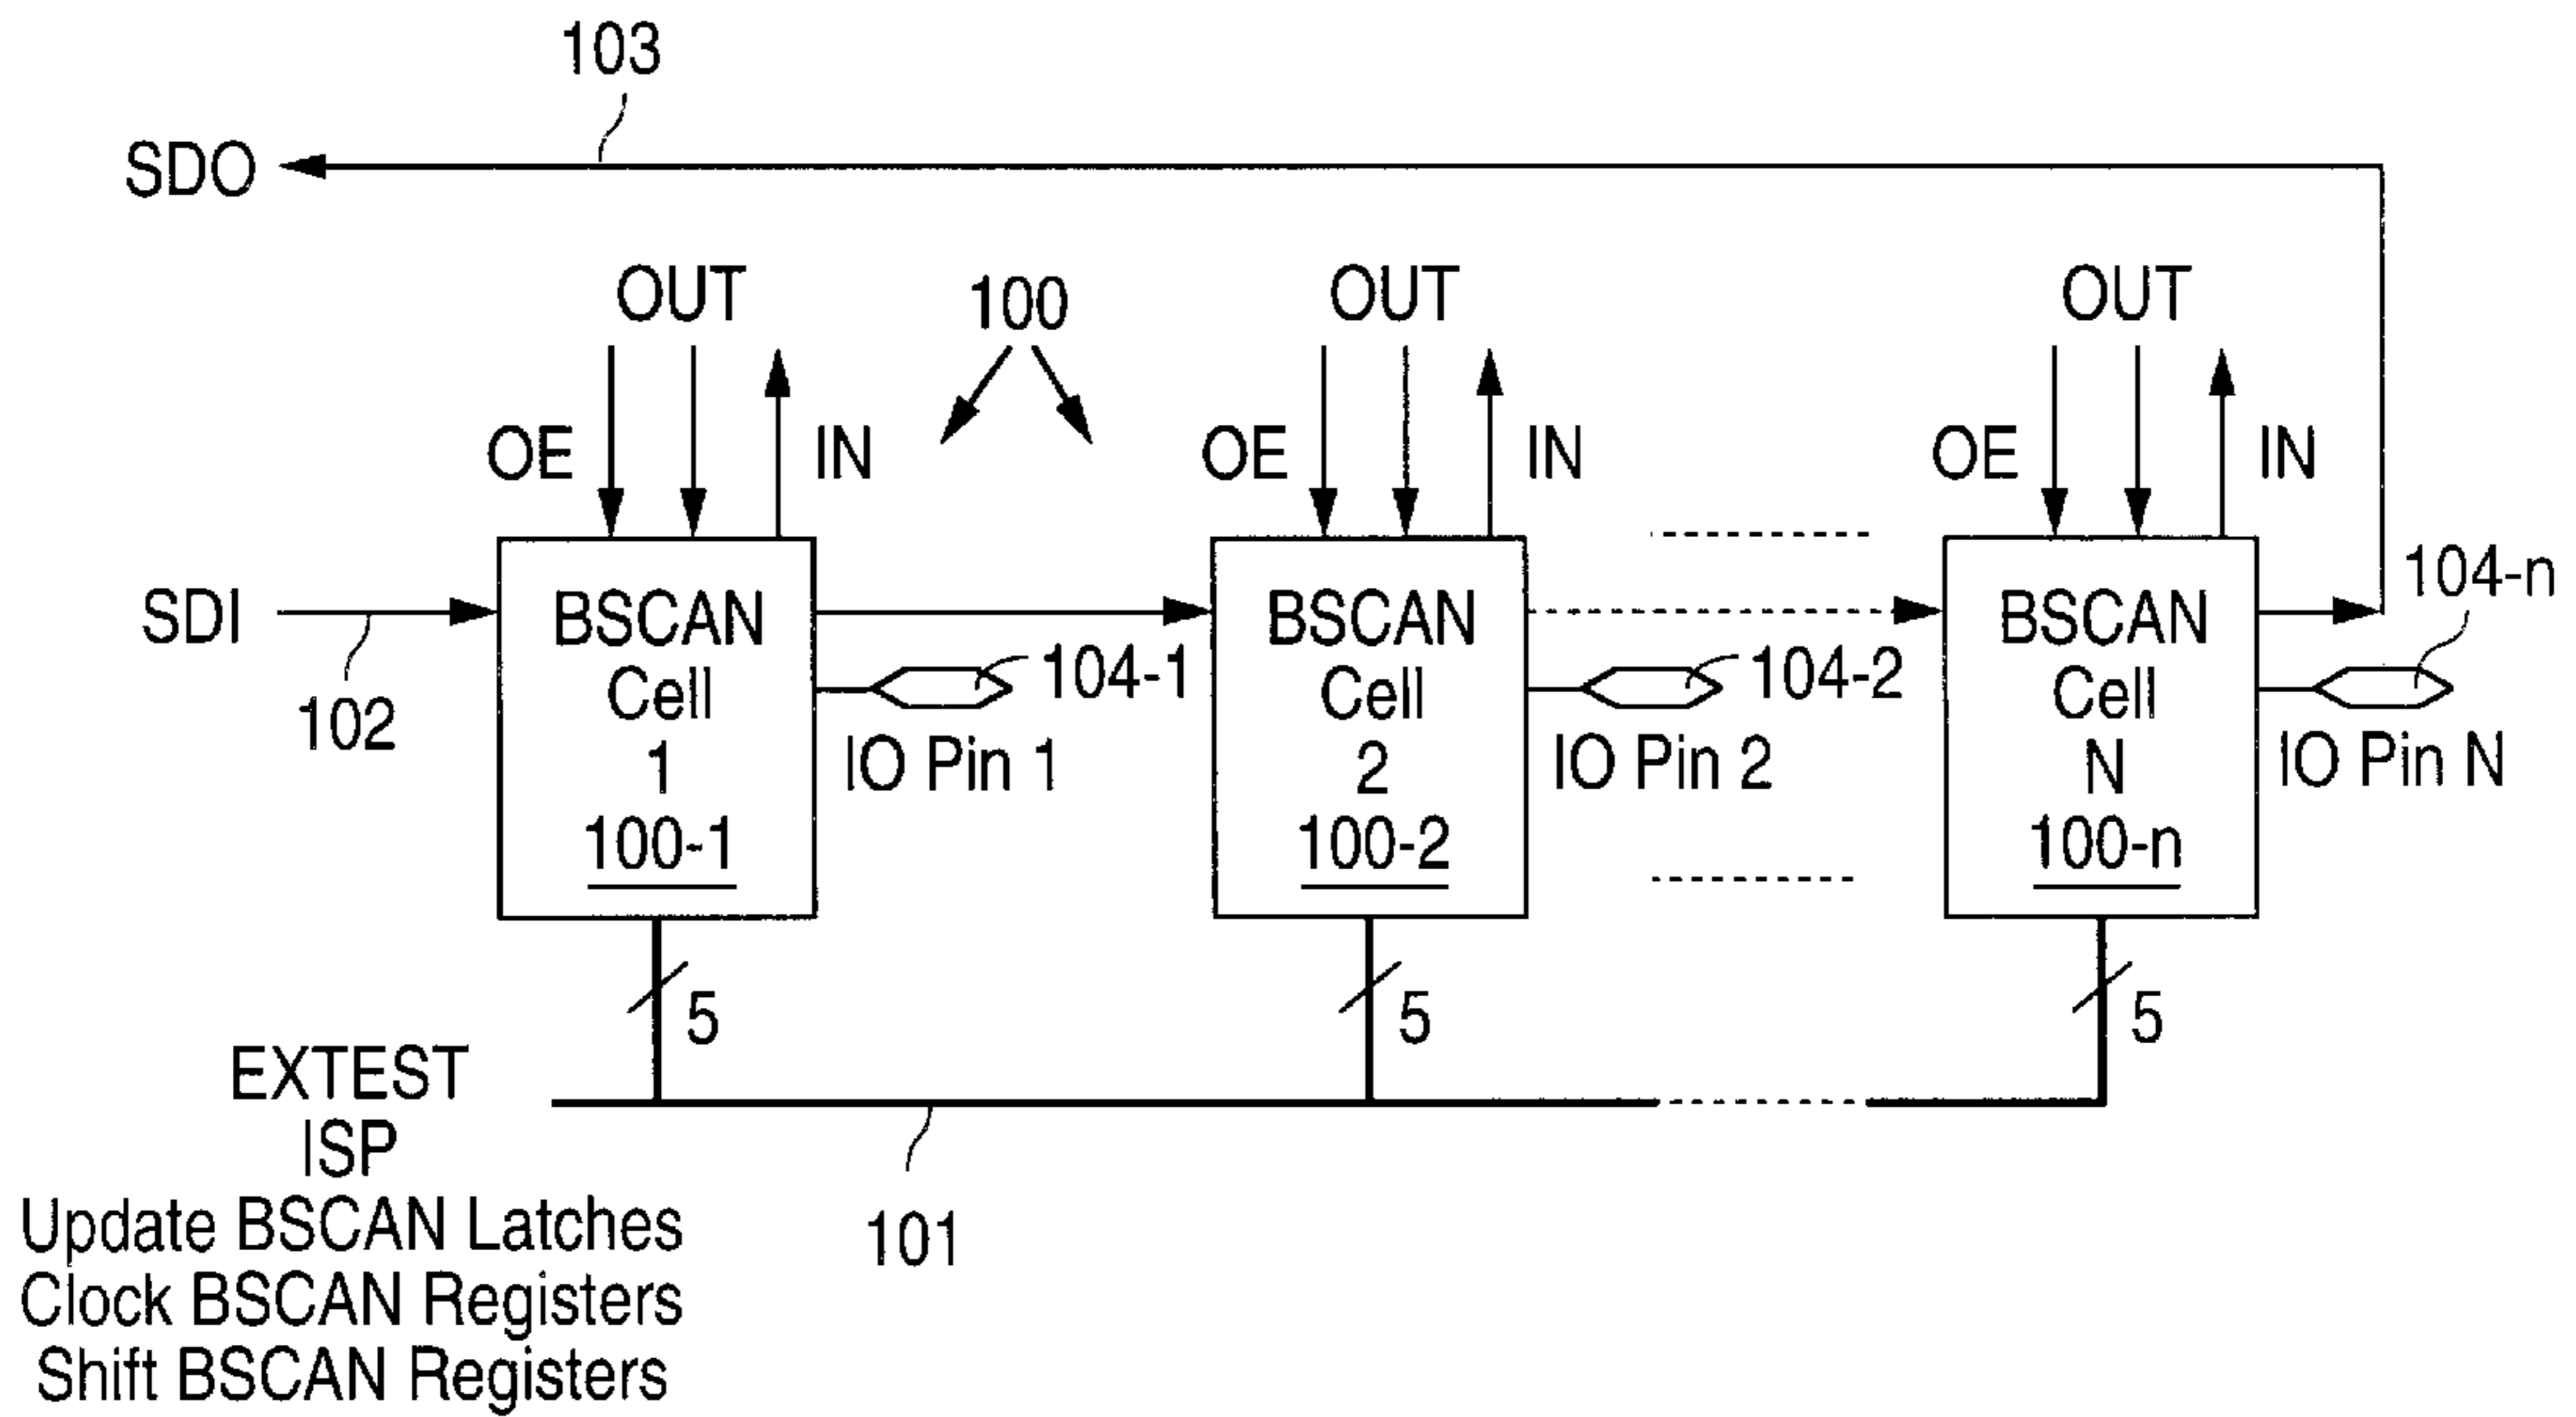 103
SDO
OUT
100
OUT
OUT
OE
IN
OE
IN
OE
IN
SDI
102
BSCAN
Cell
1
100-1
104-1
IO Pin 1
BSCAN
Cell
2
100-2
104-2
IO Pin 2
BSCAN
Cell
N
100-n
104-n
IO Pin N
5
5
5
EXTEST
ISP
Update BSCAN Latches
Clock BSCAN Registers
Shift BSCAN Registers
101